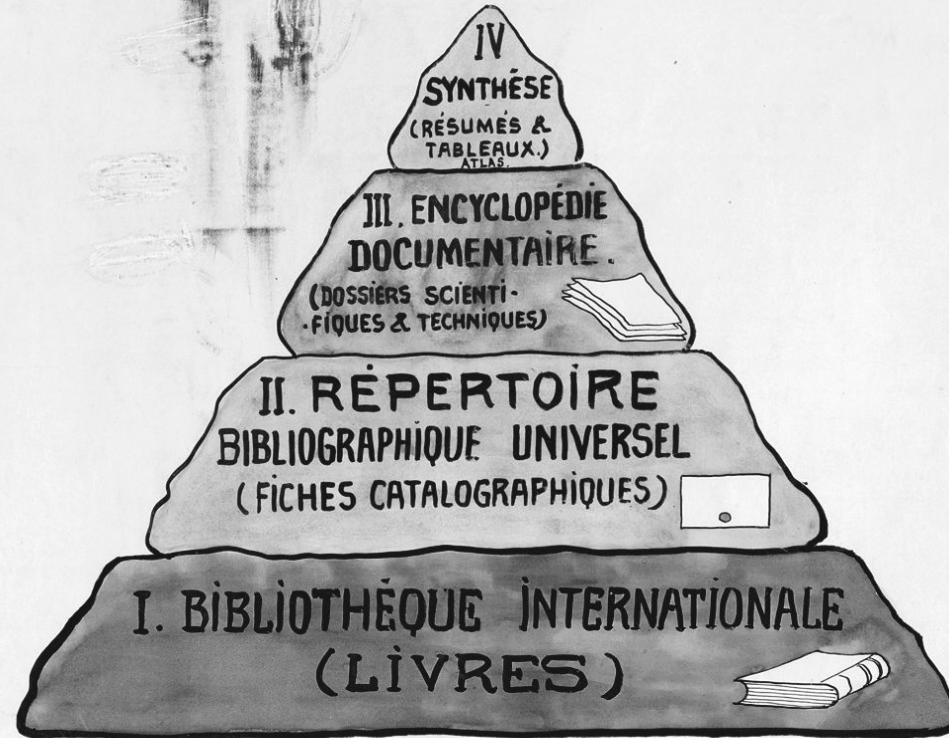 IV
SYNTHÈSE
(RÉSUMÉS &
TABLEAUX.)
ATLAS.
III. ENCYCLOPÉDIE
DOCUMENTAIRE.
(DOSSIERS SCIENTI-
-FIQUES & TECHNIQUES)
II. RÉPERTOIRE
BIBLIOGRAPHIQUE UNIVERSEL
(FICHES CATALOGRAPHIQUES)
I. BIBLIOTHÉQUE INTERNATIONALE
(LIVRES)